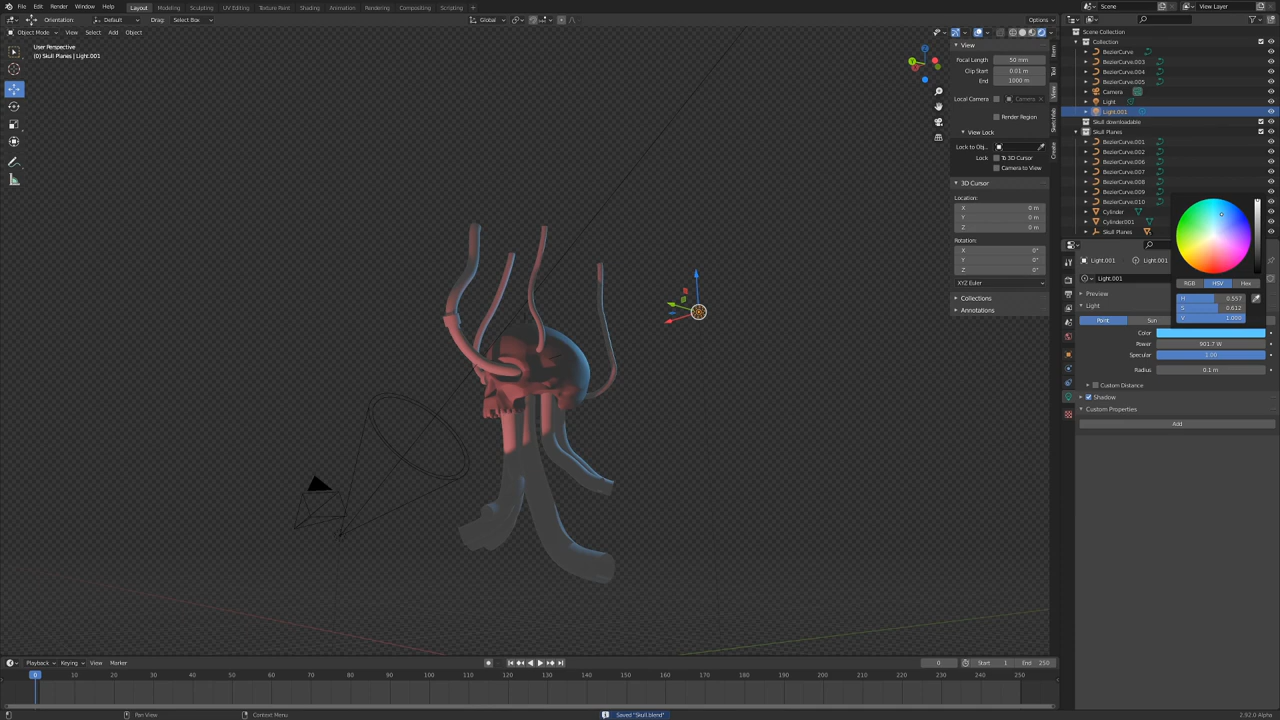 File Edit Render Window Help Layout Modeling Sculpting UV Editing Texture Paint Shading Animation Rendering Compositing Scripting Scene View Layer
Orientation: Default Drag: Select Box Global Options
Object Mode View Select Add Object
User Perspective
(0) Skull Planes | Light.001
View
Focal Length 50 mm
Clip Start 0.01 m
End 1000 m
Local Camera Camera
Render Region
View Lock
Lock to Obj...
Lock To 3D Cursor
Camera to View
3D Cursor
Location:
X 0 m
Y 0 m
Z 0 m
Rotation:
X 0°
Y 0°
Z 0°
XYZ Euler
Collections
Annotations
Item
Tool
View
Create
Scene Collection
Collection
BezierCurve
BezierCurve.003
BezierCurve.004
BezierCurve.005
Camera
Light
Light.001
Skull downloadable
Skull Planes
BezierCurve.001
BezierCurve.002
BezierCurve.006
BezierCurve.007
BezierCurve.008
BezierCurve.009
BezierCurve.010
Cylinder
Cylinder.001
Skull Planes
Light.001 Light.001
Light.001
RGB HSV Hex
H 0.557
S 0.612
V 1.000
Preview
Light
Point Sun
Color
Power 901.7 W
Specular 1.00
Radius 0.1 m
Custom Distance
Shadow
Custom Properties
Add
Playback Keying View Marker 0 Start 1 End 250
0 10 20 30 40 50 60 70 80 90 100 110 120 130 140 150 160 170 180 190 200 210 220 230 240 250
Pan View Context Menu Saved "Skull.blend" 2.82.0 Alpha